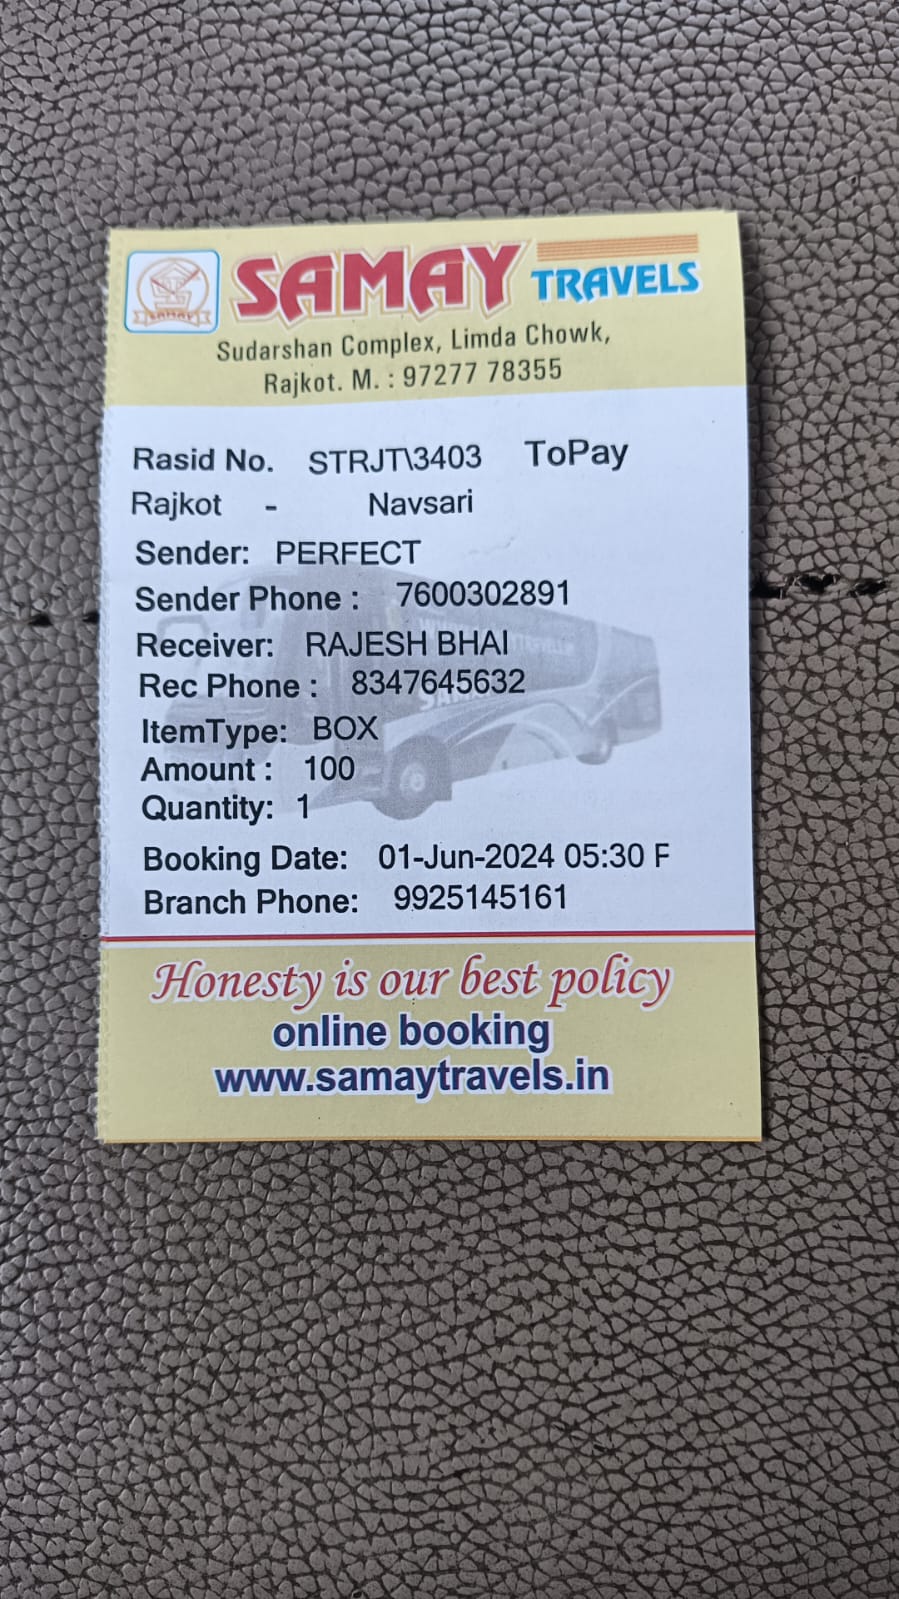 SAMAY TRAVELS
SAMAY
Sudarshan Complex, Limda Chowk,
Rajkot. M. : 97277 78355
Rasid No. STRJT\3403 ToPay
Rajkot - Navsari
Sender: PERFECT
Sender Phone : 7600302891
Receiver: RAJESH BHAI
Rec Phone : 8347645632
ItemType: BOX
Amount : 100
Quantity: 1
Booking Date: 01-Jun-2024 05:30 F
Branch Phone: 9925145161
Honesty is our best policy
online booking
www.samaytravels.in